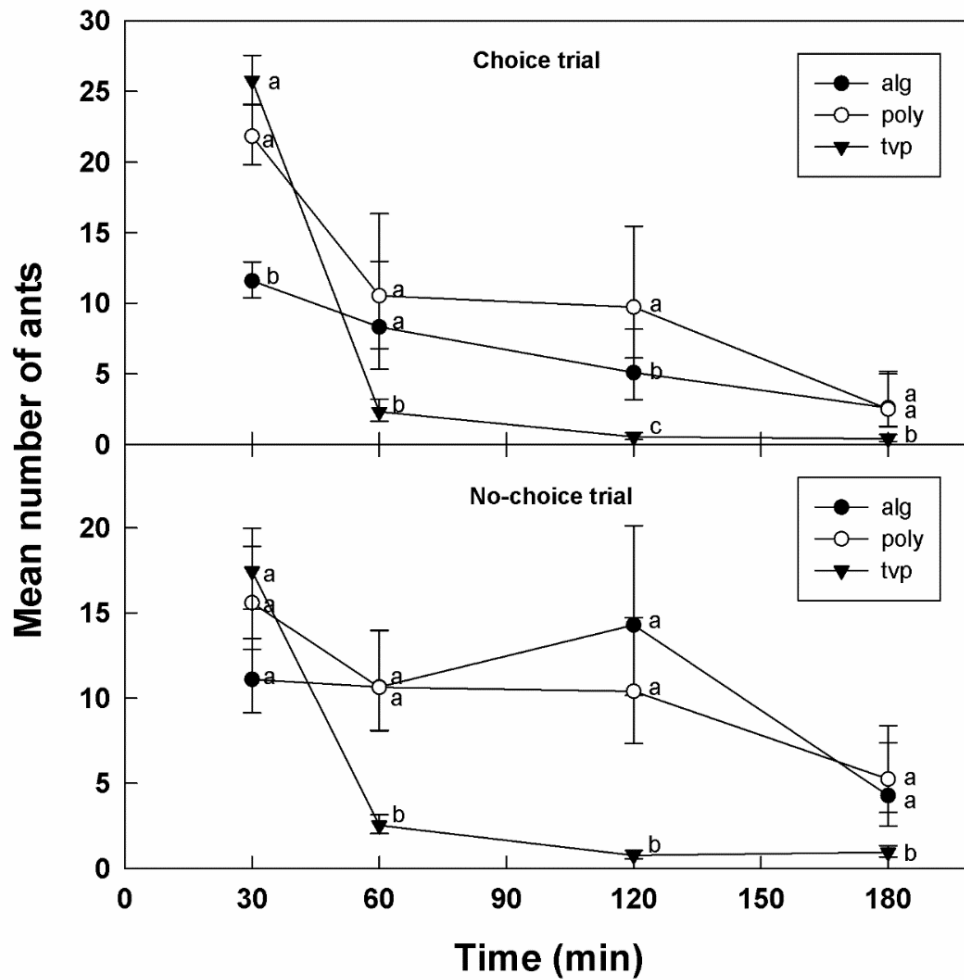 Mean number of ants
30
25
20
15
10
5
0
Choice trial
alg
poly
tvp
a
a
b
a
a
b
a
b
c
a
a
b
20
15
10
5
0
No-choice trial
alg
poly
tvp
a
a
a
a
a
b
a
a
b
a
a
b
0 30 60 90 120 150 180
Time (min)